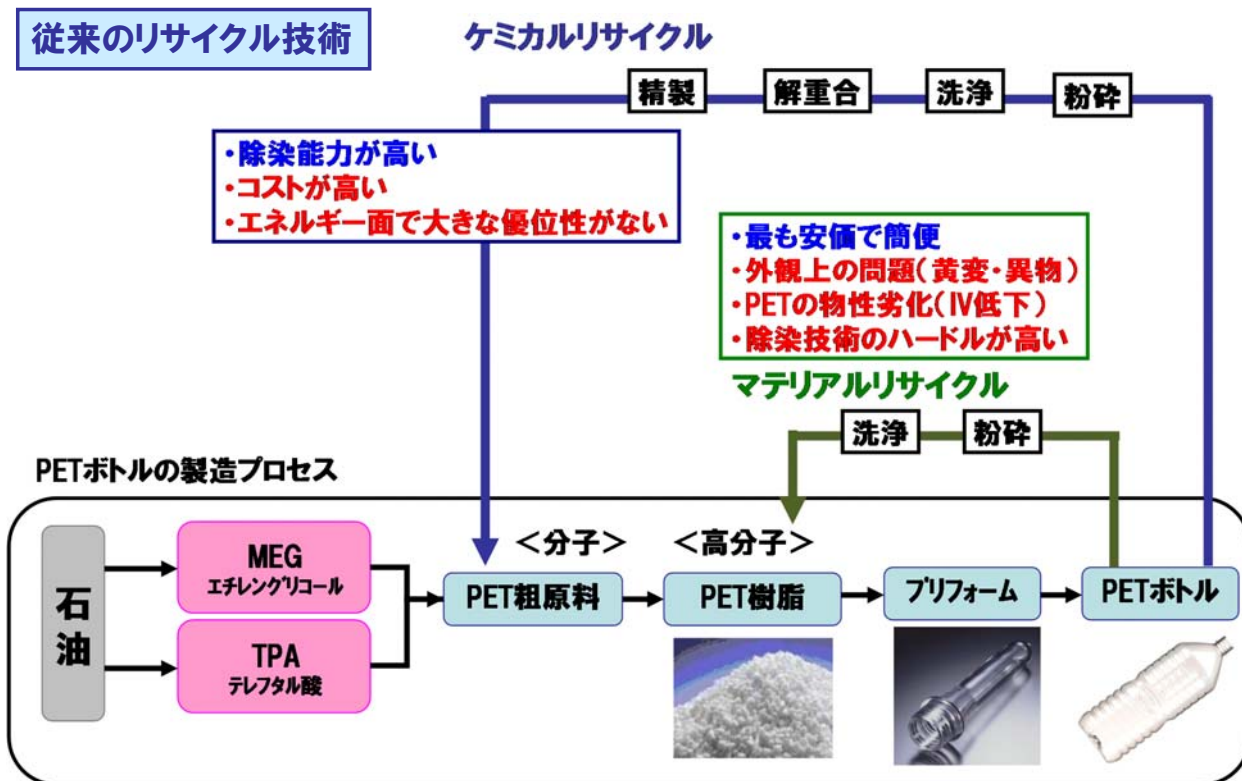 従来のリサイクル技術
ケミカルリサイクル
精製
解重合
洗浄
粉砕
・除染能力が高い
・コストが高い
・エネルギー面で大きな優位性がない
・最も安価で簡便
・外観上の問題（黄変・異物）
・PETの物性劣化（IV低下）
・除染技術のハードルが高い
マテリアルリサイクル
洗浄
粉砕
PETボトルの製造プロセス
石油
MEG
エチレングリコール
TPA
テレフタル酸
＜分子＞
PET粗原料
＜高分子＞
PET樹脂
プリフォーム
PETボトル